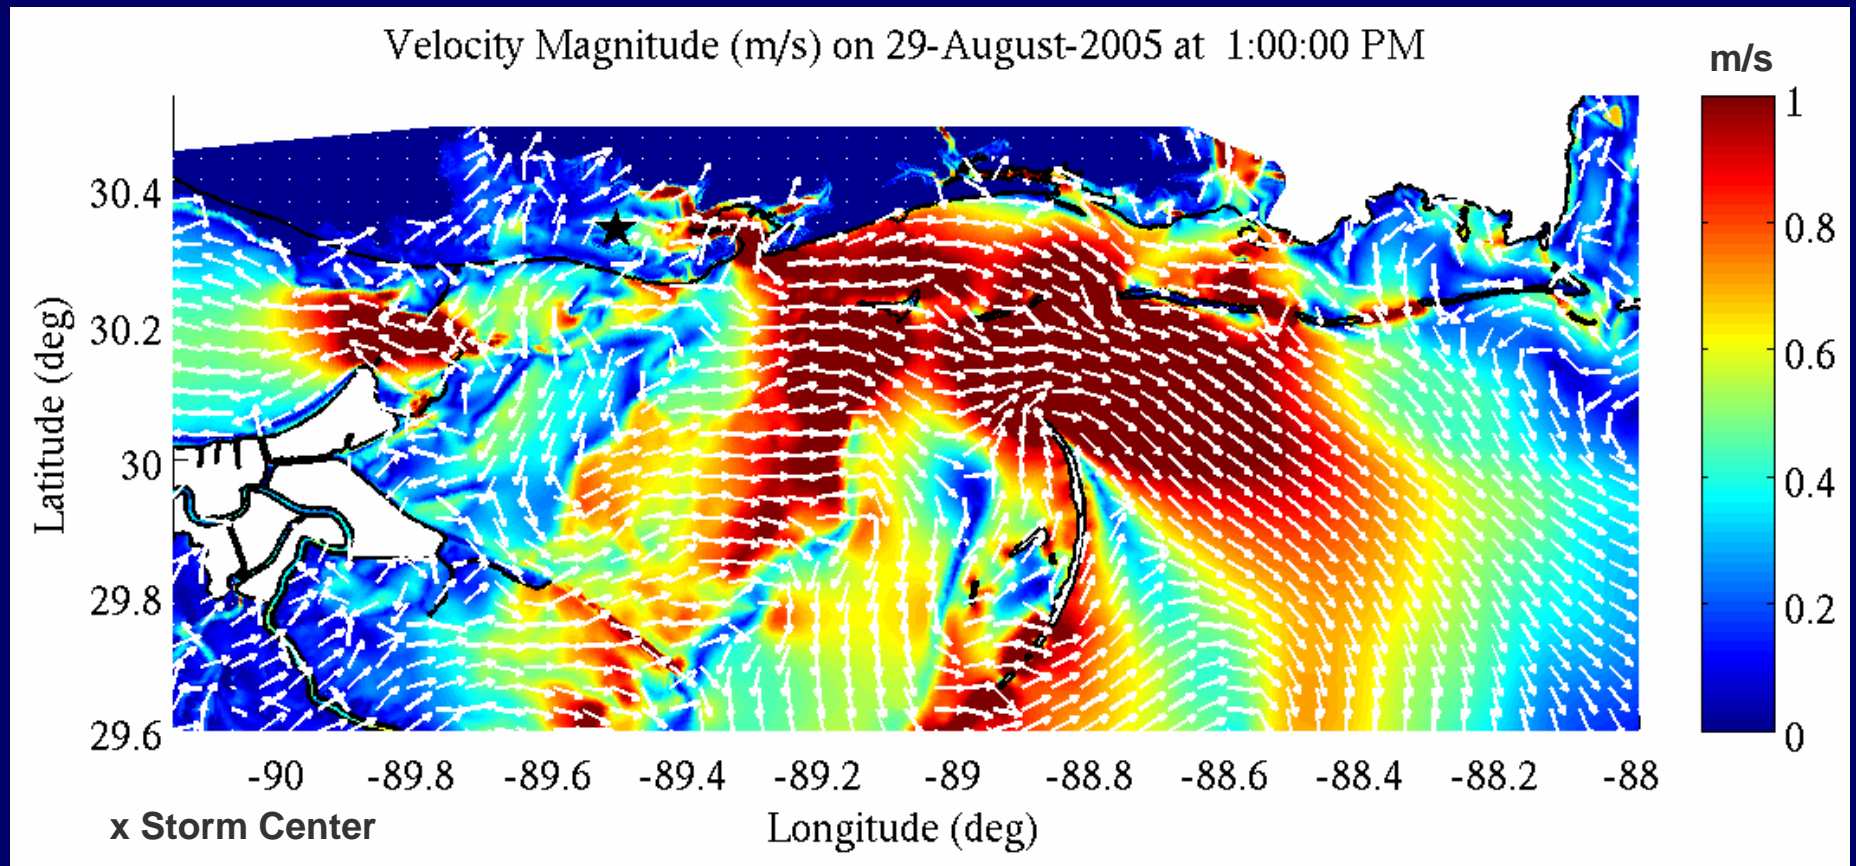 Velocity Magnitude (m/s) on 29-August-2005 at 1:00:00 PM
m/s
1
0.8
0.6
0.4
0.2
0
Latitude (deg)
30.4
30.2
30
29.8
29.6
-90 -89.8 -89.6 -89.4 -89.2 -89 -88.8 -88.6 -88.4 -88.2 -88
x Storm Center
Longitude (deg)